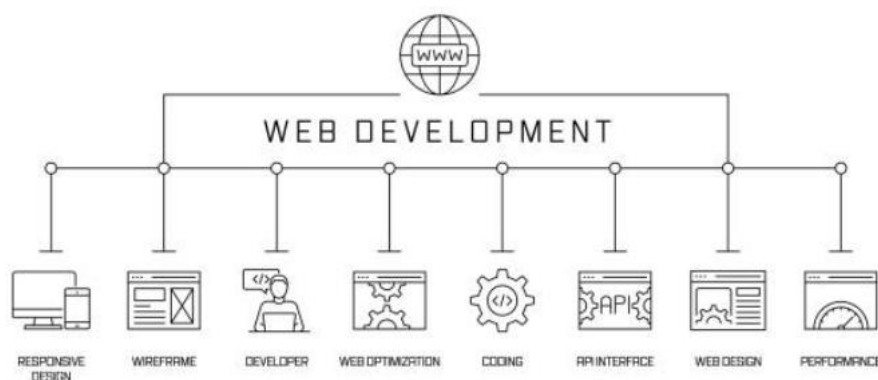 WWW
WEB DEVELOPMENT
</>
</>
API
RESPONSIVE
DESIGN
WIREFRAME
DEVELOPER
WEB OPTIMIZATION
CODING
API INTERFACE
WEB DESIGN
PERFORMANC